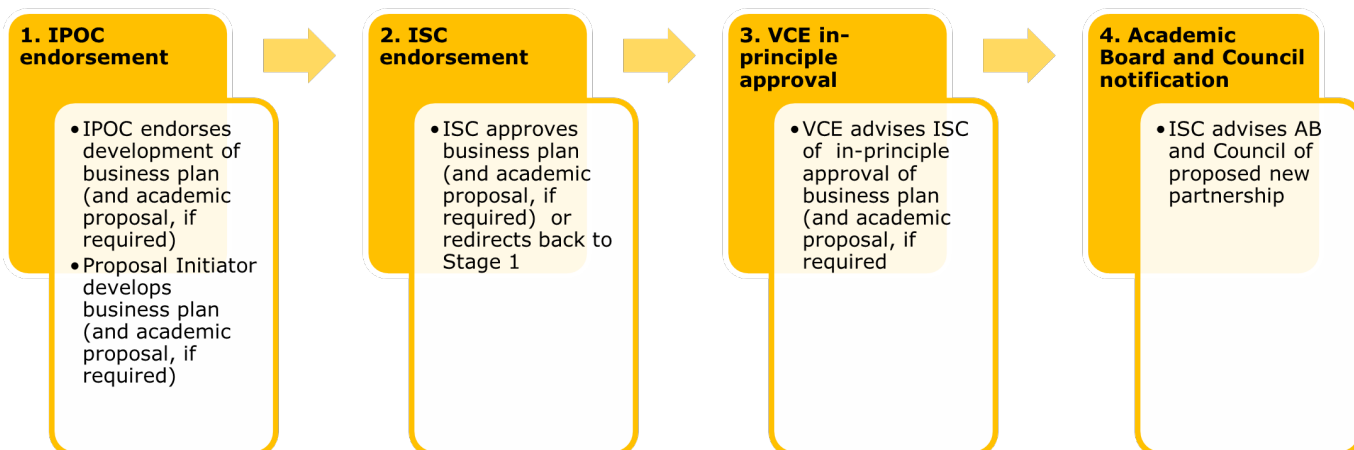 1. IPOC
endorsement
•IPOC endorses
development of
business plan
(and academic
proposal, if
required)
•Proposal Initiator
develops
business plan
(and academic
proposal, if
required)
2. ISC
endorsement
•ISC approves
business plan
(and academic
proposal, if
required)  or
redirects back to
Stage 1
3. VCE in-
principle
approval
•VCE advises ISC
of  in-principle
approval of
business plan
(and academic
proposal, if
required
4. Academic
Board and Council
notification
•ISC advises AB
and Council of
proposed new
partnership